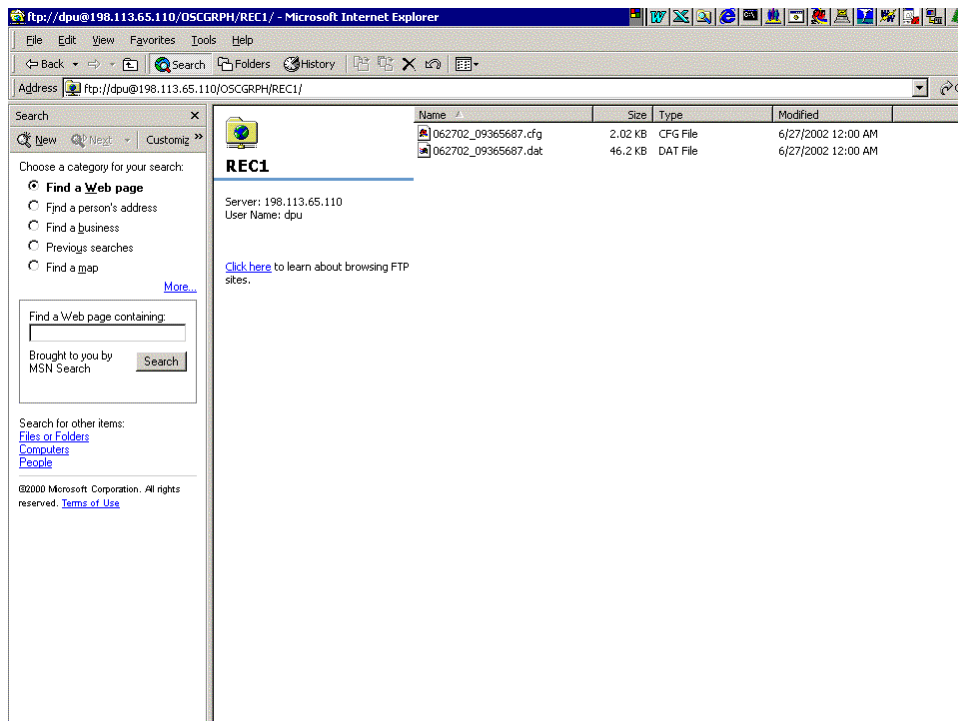 ftp://dpu@198.113.65.110/OSCGRPH/REC1/ - Microsoft Internet Explorer
File Edit View Favorites Tools Help
Back Search Folders History
Address ftp://dpu@198.113.65.110/OSCGRPH/REC1/
Search
New Next Customiz
Choose a category for your search:
Find a Web page
Find a person's address
Find a business
Previous searches
Find a map
More...
Find a Web page containing:
Brought to you by
MSN Search
Search
Search for other items:
Files or Folders
Computers
People
©2000 Microsoft Corporation. All rights
reserved. Terms of Use
REC1
Server: 198.113.65.110
User Name: dpu
Click here to learn about browsing FTP
sites.
Name Size Type Modified
062702_09365687.cfg 2.02 KB CFG File 6/27/2002 12:00 AM
062702_09365687.dat 46.2 KB DAT File 6/27/2002 12:00 AM